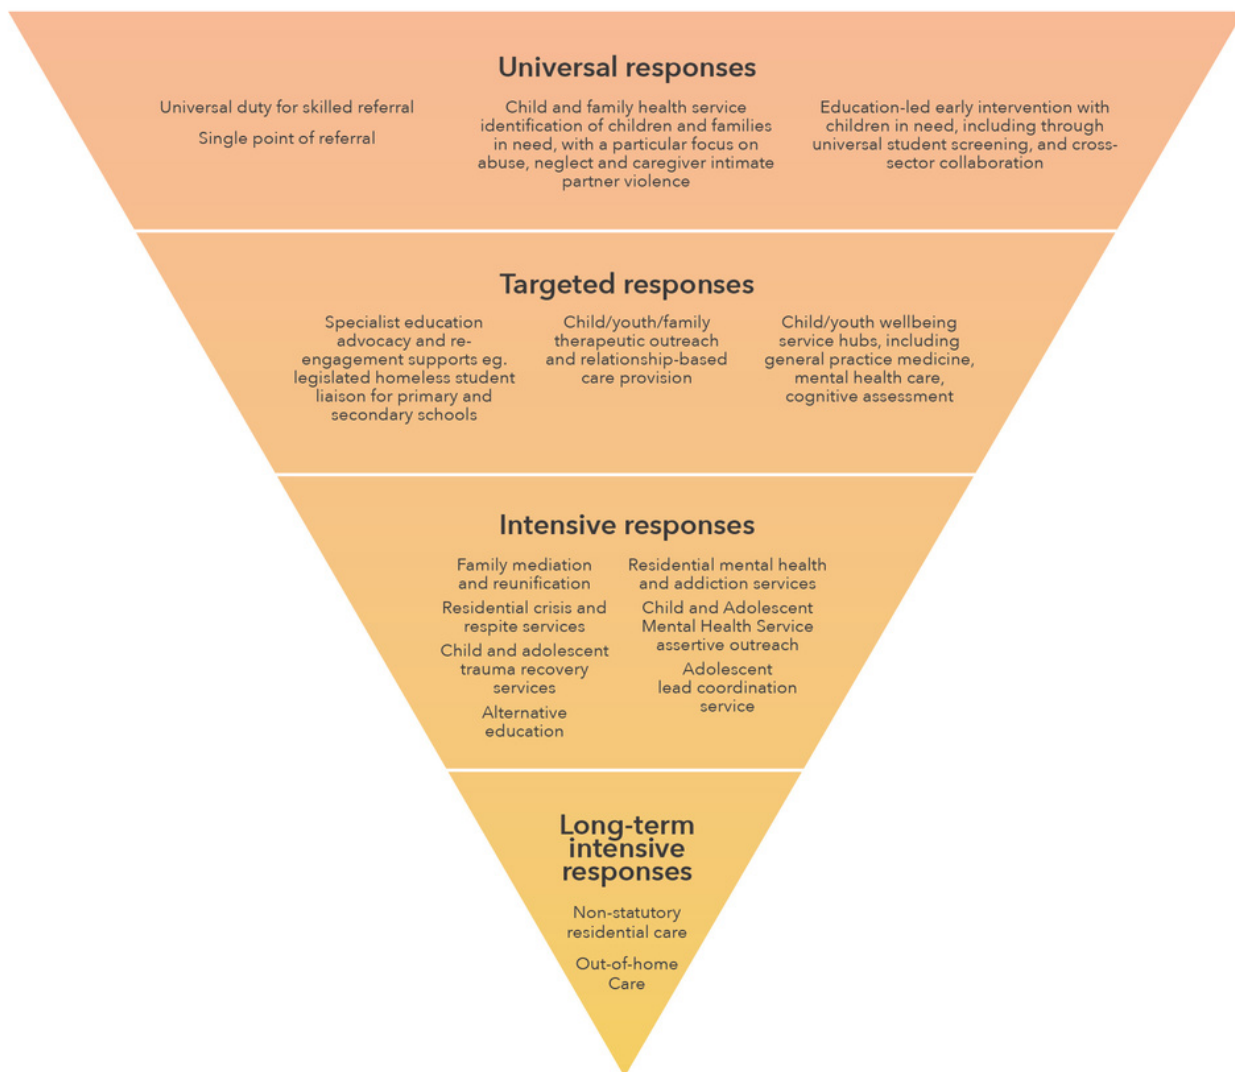 Universal responses
Universal duty for skilled referral
Single point of referral
Child and family health service
identification of children and families
in need, with a particular focus on
abuse, neglect and caregiver intimate
partner violence
Education-led early intervention with
children in need, including through
universal student screening, and cross-
sector collaboration
Targeted responses
Specialist education
advocacy and re-
engagement supports eg.
legislated homeless student
liaison for primary and
secondary schools
Child/youth/family
therapeutic outreach
and relationship-based
care provision
Child/youth wellbeing
service hubs, including
general practice medicine,
mental health care,
cognitive assessment
Intensive responses
Family mediation
and reunification
Residential crisis and
respite services
Child and adolescent
trauma recovery
services
Alternative
education
Residential mental health
and addiction services
Child and Adolescent
Mental Health Service
assertive outreach
Adolescent
lead coordination
service
Long-term
intensive
responses
Non-statutory
residential care
Out-of-home
Care